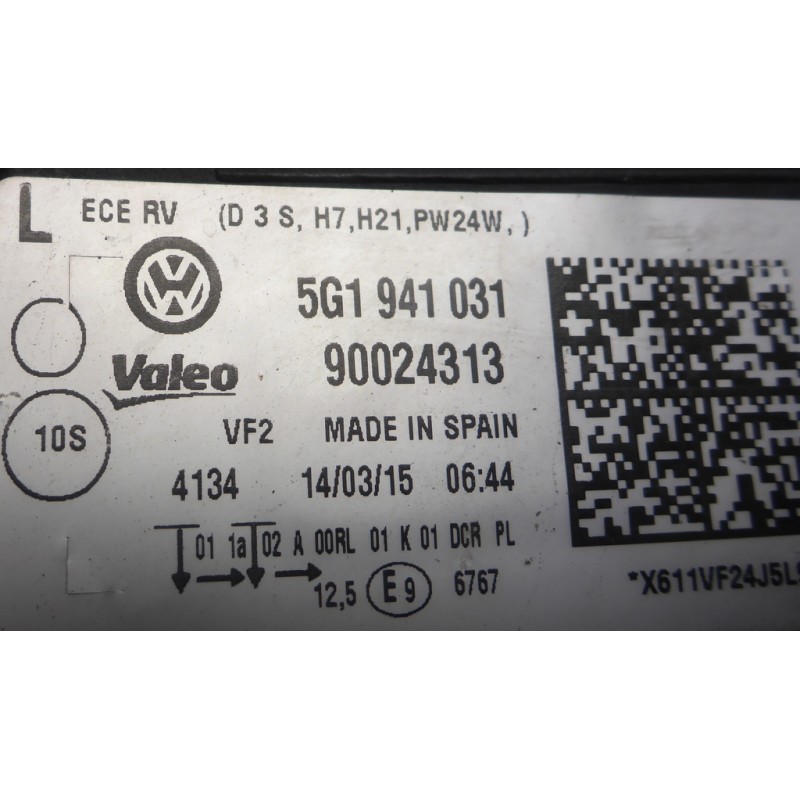 L ECE RV (D 3 S, H7,H21,PW24W,)
5G1 941 031
Valeo 90024313
10S VF2 MADE IN SPAIN
4134 14/03/15 06:44
01 1a 02 A 00RL 01 K 01 DCR PL
12,5 E9 6767
*X611VF24J5L